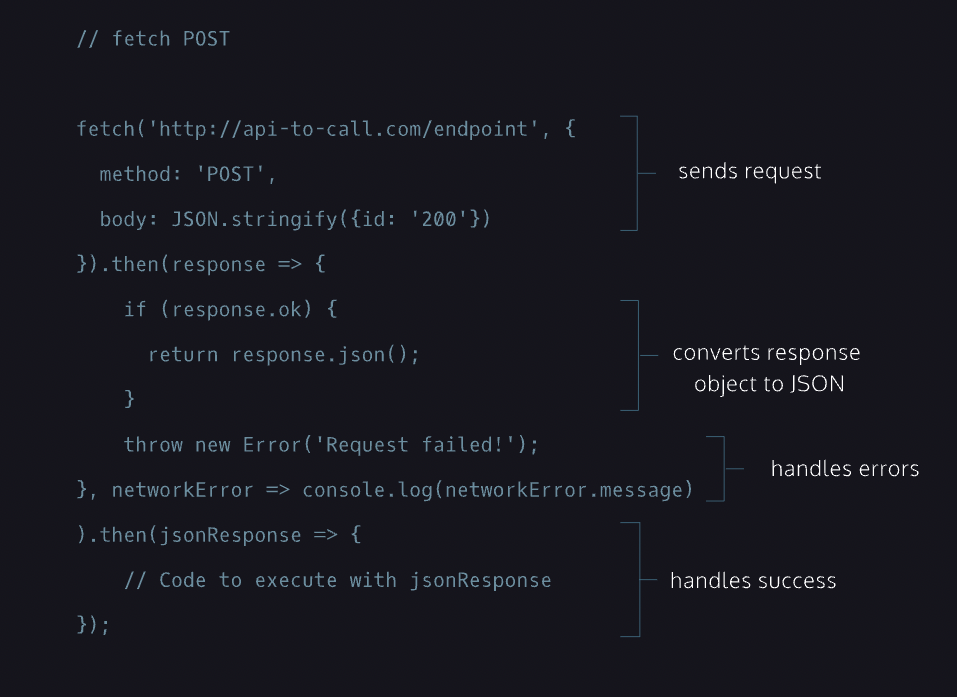 // fetch POST
fetch('http://api-to-call.com/endpoint', {
  method: 'POST',
  body: JSON.stringify({id: '200'})
}).then(response => {
    if (response.ok) {
      return response.json();
    }
    throw new Error('Request failed!');
}, networkError => console.log(networkError.message)
).then(jsonResponse => {
    // Code to execute with jsonResponse
});
sends request
converts response
object to JSON
handles errors
handles success